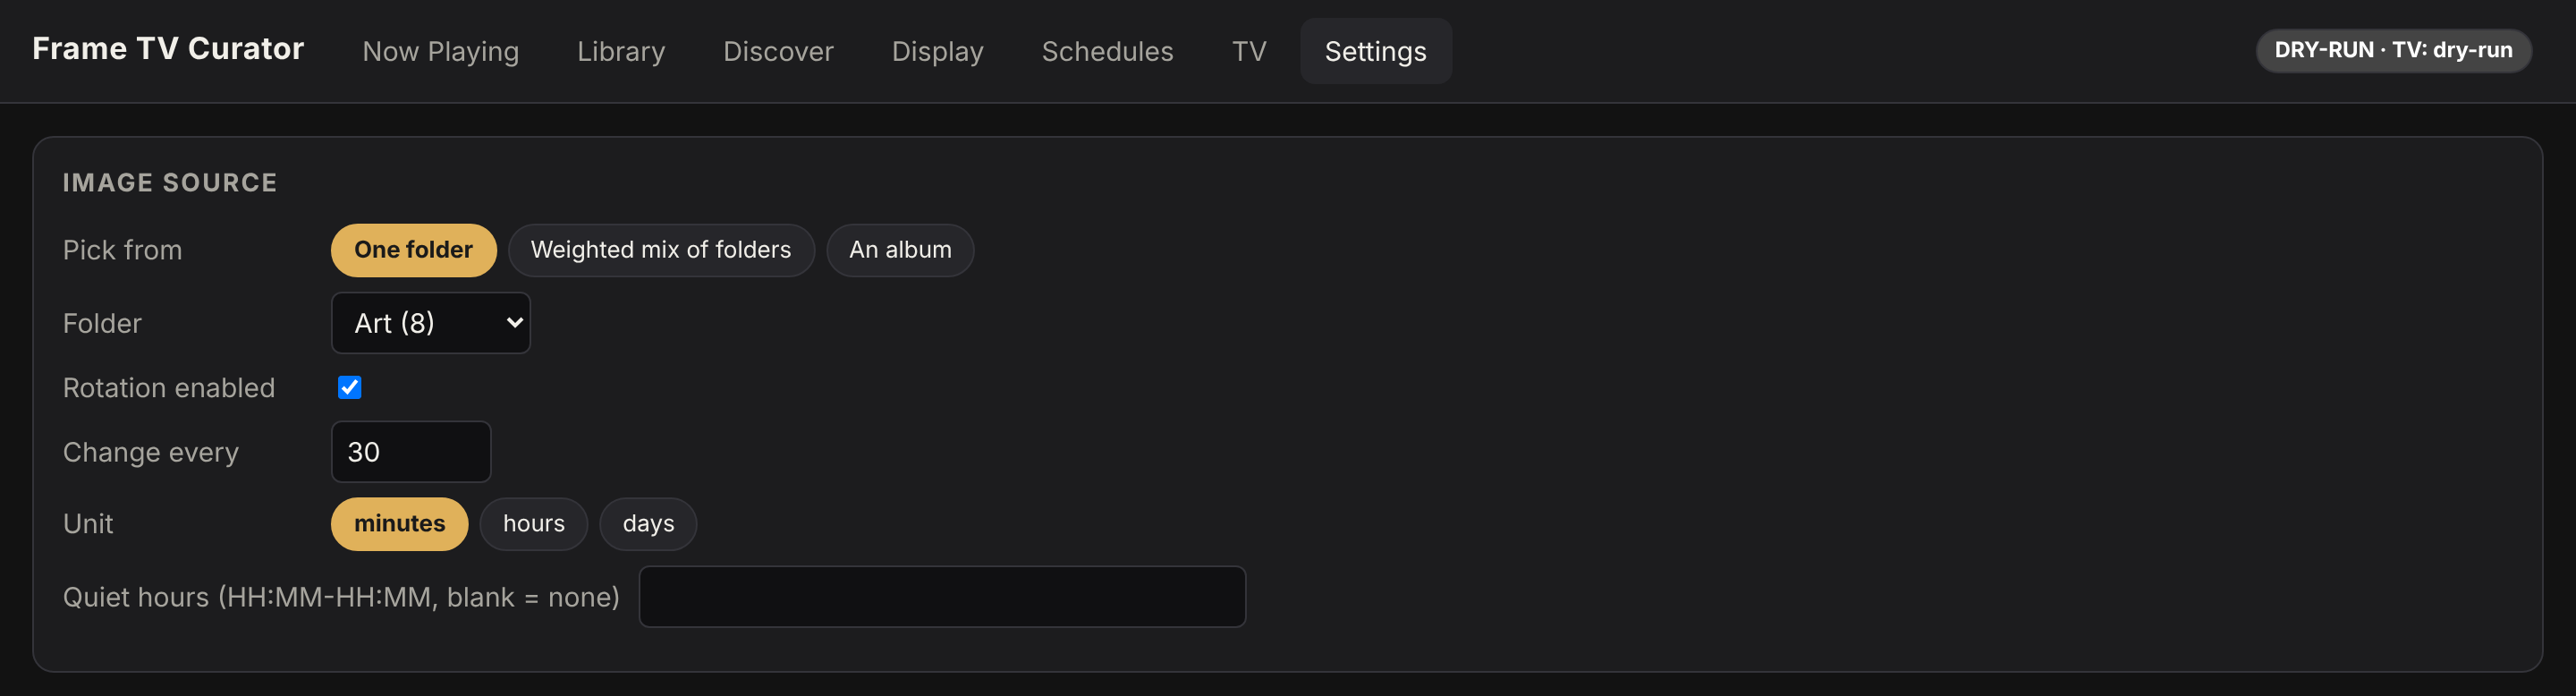 Frame TV Curator Now Playing Library Discover Display Schedules TV Settings DRY-RUN · TV: dry-run
IMAGE SOURCE
Pick from One folder Weighted mix of folders An album
Folder Art (8)
Rotation enabled
Change every 30
Unit minutes hours days
Quiet hours (HH:MM-HH:MM, blank = none)